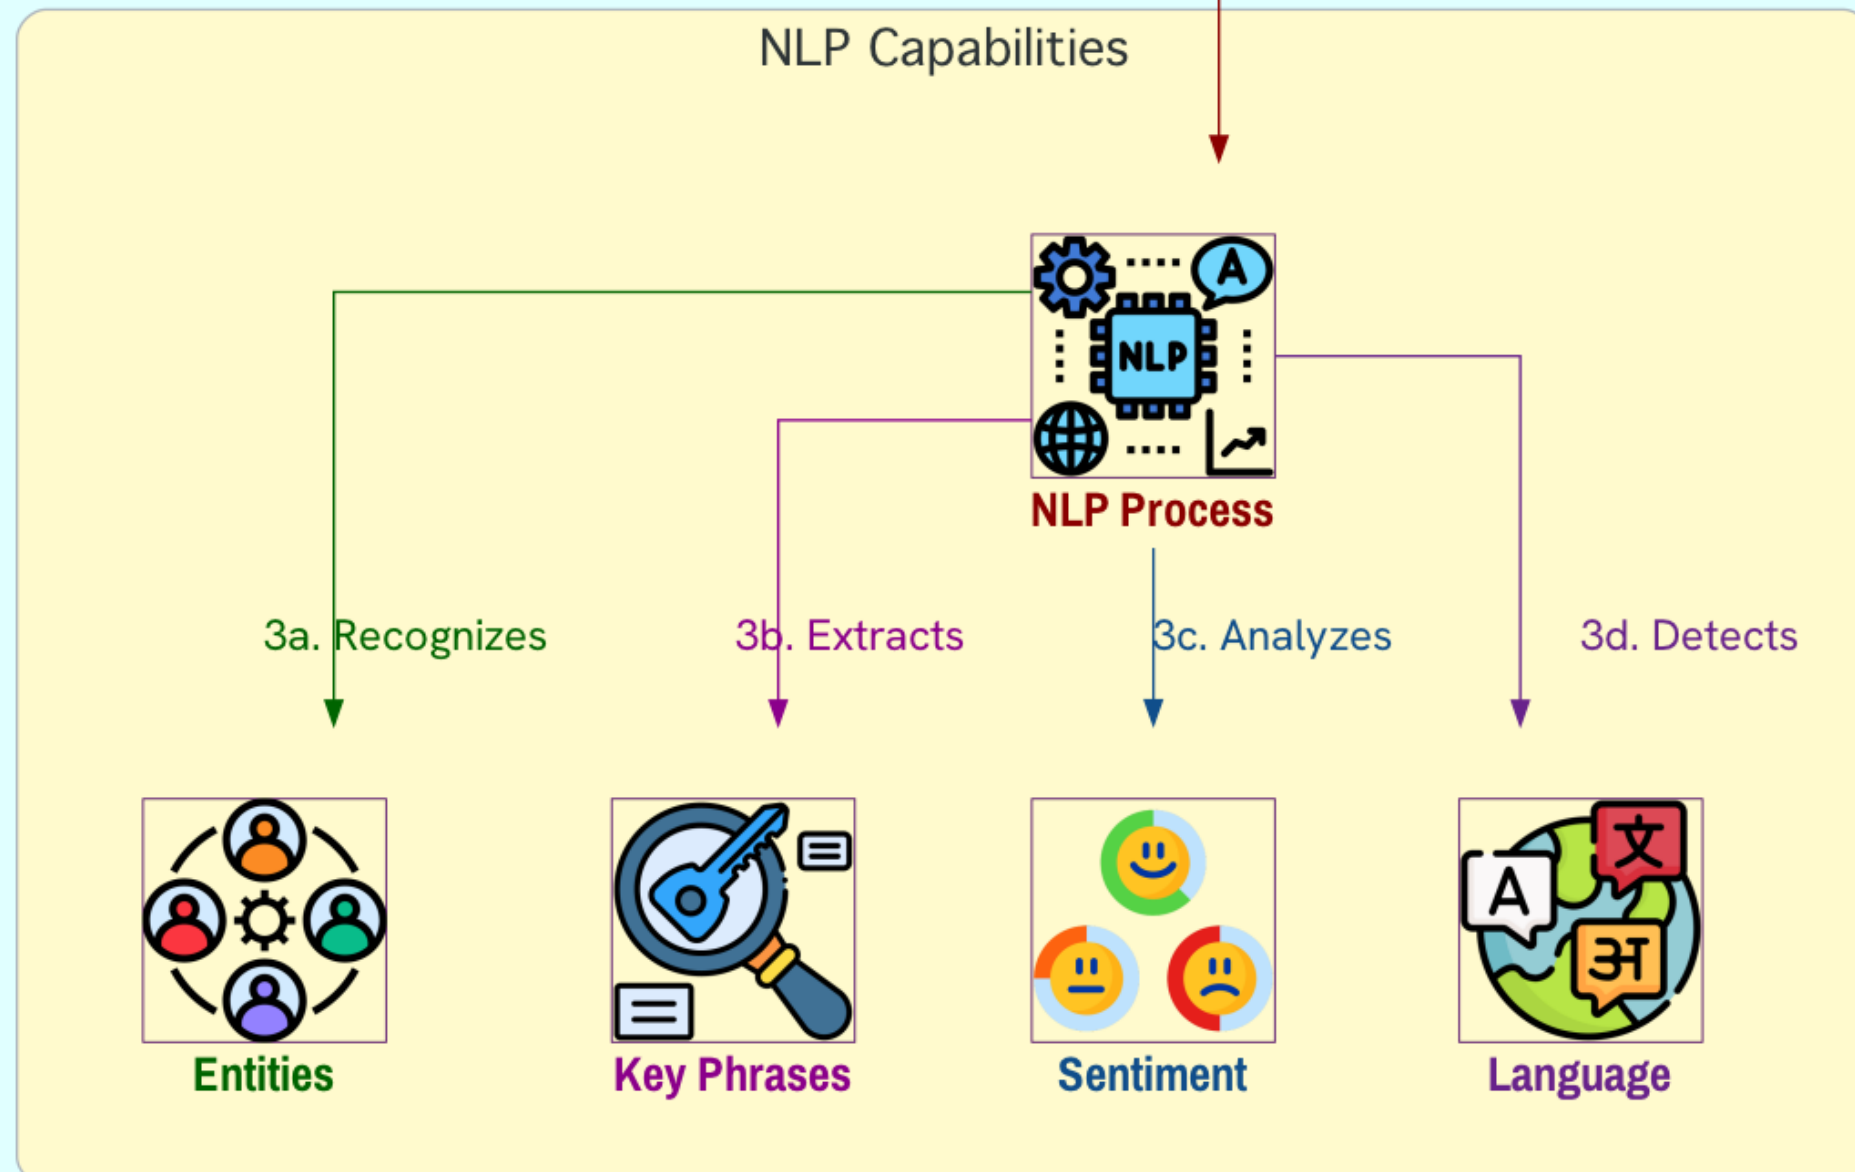 NLP Capabilities
A
NLP
NLP Process
3a. Recognizes
3b. Extracts
3c. Analyzes
3d. Detects
文
A
अ
Entities
Key Phrases
Sentiment
Language